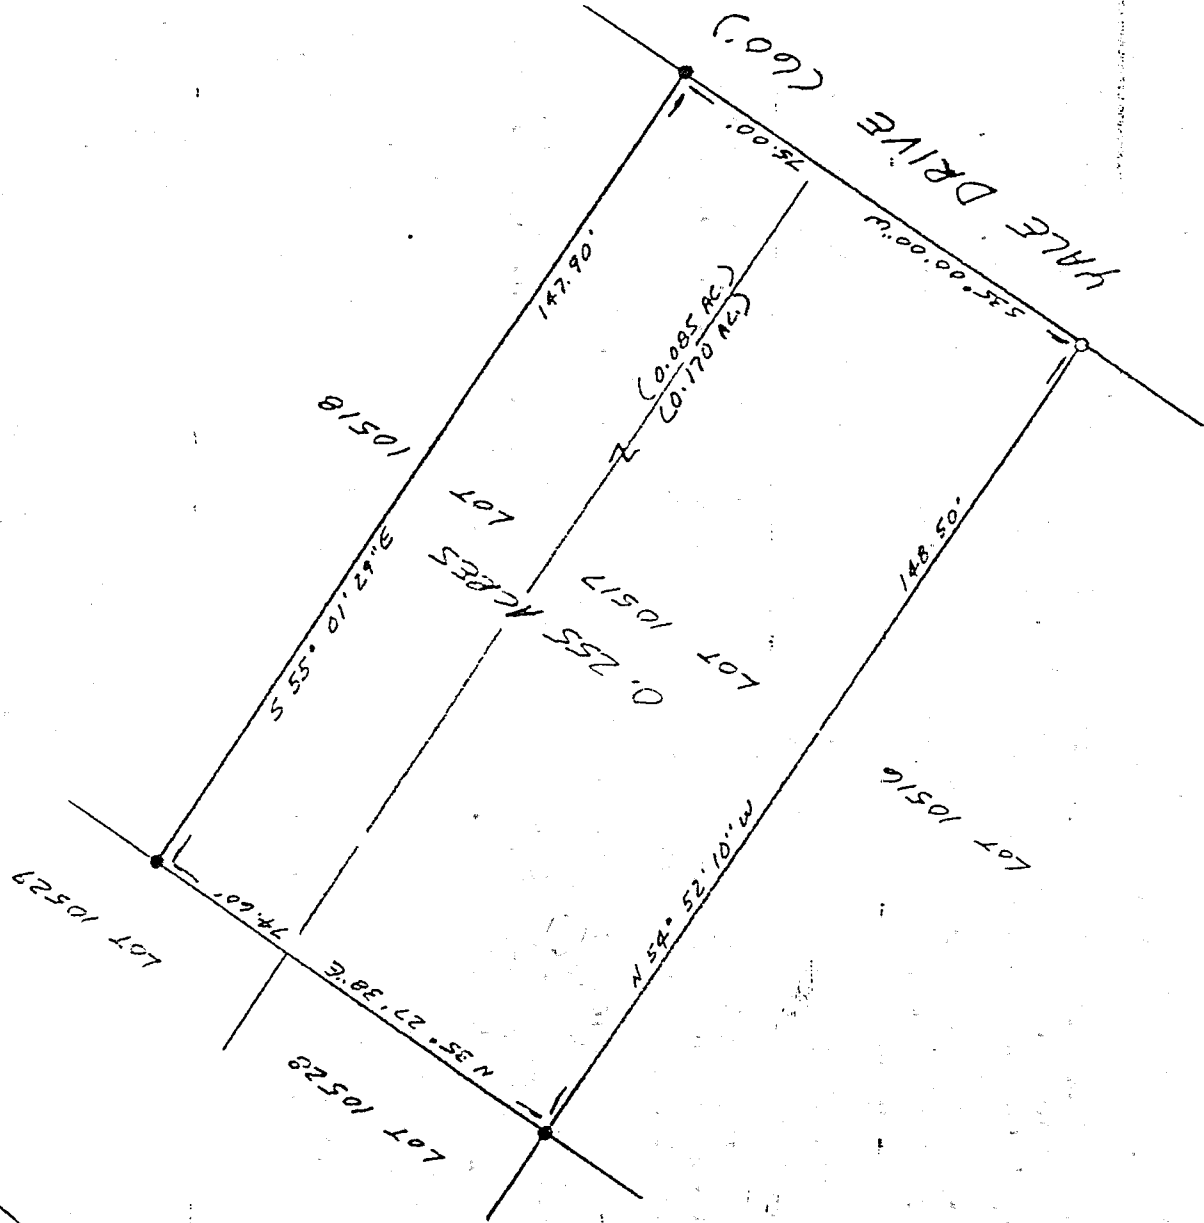 YALE DRIVE (60')
S35° 00' 00"W
75.00'
147.90'
S 55° 01' 29"E
LOT 10518
(0.085 AC.)
(0.170 AC.)
Z
0.255 ACRES
LOT 10517
148.50'
N 54° 52' 10" W
LOT 10516
74.60'
N 35° 27' 38"E
LOT 10527
LOT 10528